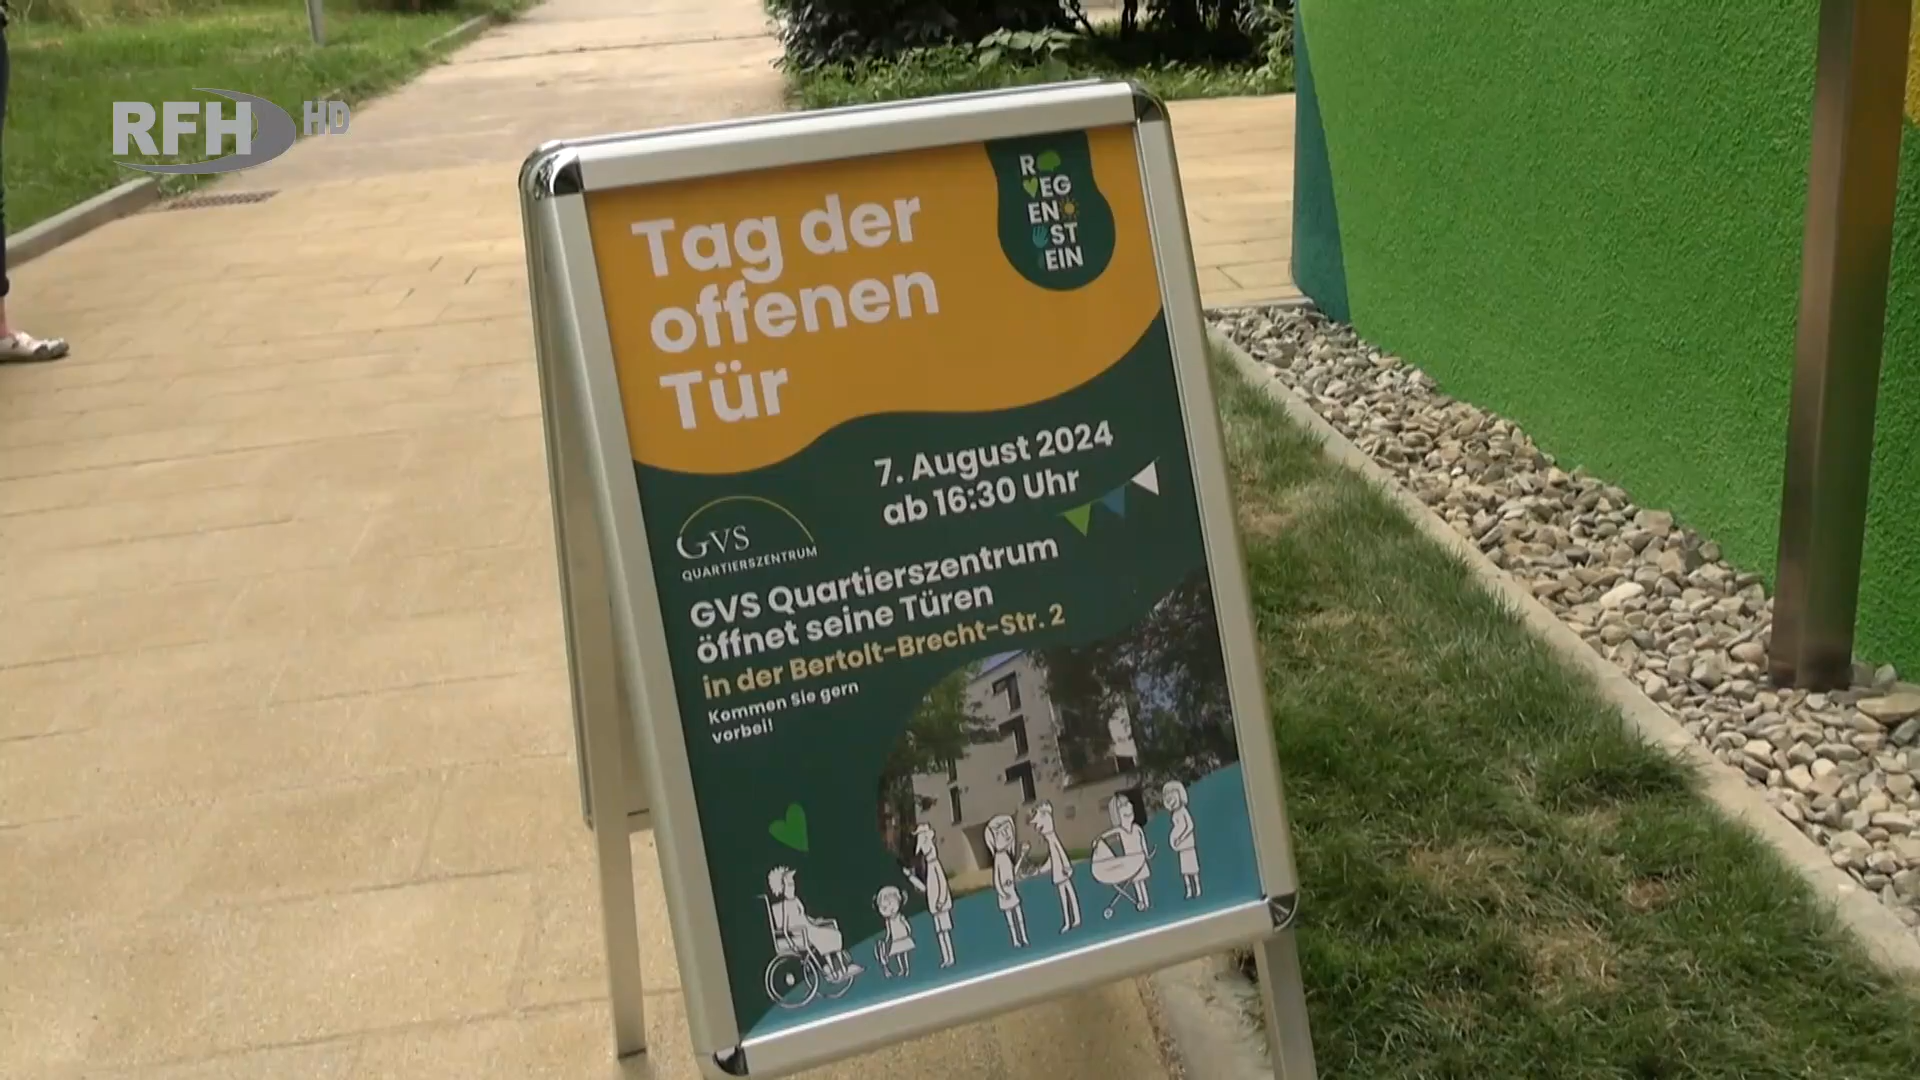 RFH HD
Tag der
offenen
Tür
R
EG
EN
ST
EIN
7. August 2024
ab 16:30 Uhr
GVS
QUARTIERSZENTRUM
GVS Quartierszentrum
öffnet seine Türen
in der Bertolt-Brecht-Str. 2
Kommen Sie gern
vorbei!